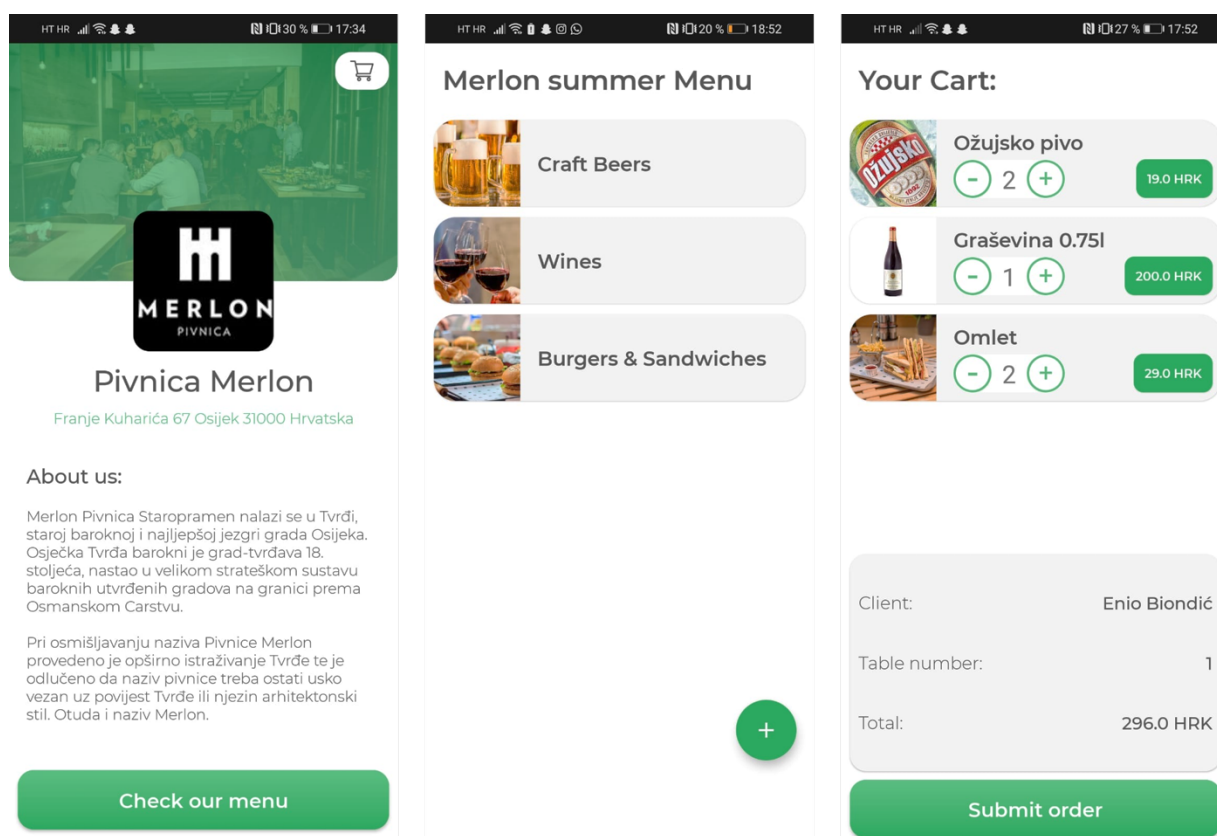 HT HR 30 % 17:34
MERLON
PIVNICA
Pivnica Merlon
Franje Kuharića 67 Osijek 31000 Hrvatska
About us:
Merlon Pivnica Staropramen nalazi se u Tvrđi,
staroj baroknoj i najljepšoj jezgri grada Osijeka.
Osječka Tvrđa barokni je grad-tvrđava 18.
stoljeća, nastao u velikom strateškom sustavu
baroknih utvrđenih gradova na granici prema
Osmanskom Carstvu.
Pri osmišljavanju naziva Pivnice Merlon
provedeno je opširno istraživanje Tvrđe te je
odlučeno da naziv pivnice treba ostati usko
vezan uz povijest Tvrđe ili njezin arhitektonski
stil. Otuda i naziv Merlon.
Check our menu
HT HR 20 % 18:52
Merlon summer Menu
Craft Beers
Wines
Burgers & Sandwiches
+
HT HR 27 % 17:52
Your Cart:
OŽUJSKO
1892
Ožujsko pivo
- 2 +
19.0 HRK
Graševina 0.75l
- 1 +
200.0 HRK
Omlet
- 2 +
29.0 HRK
Client: Enio Biondić
Table number: 1
Total: 296.0 HRK
Submit order